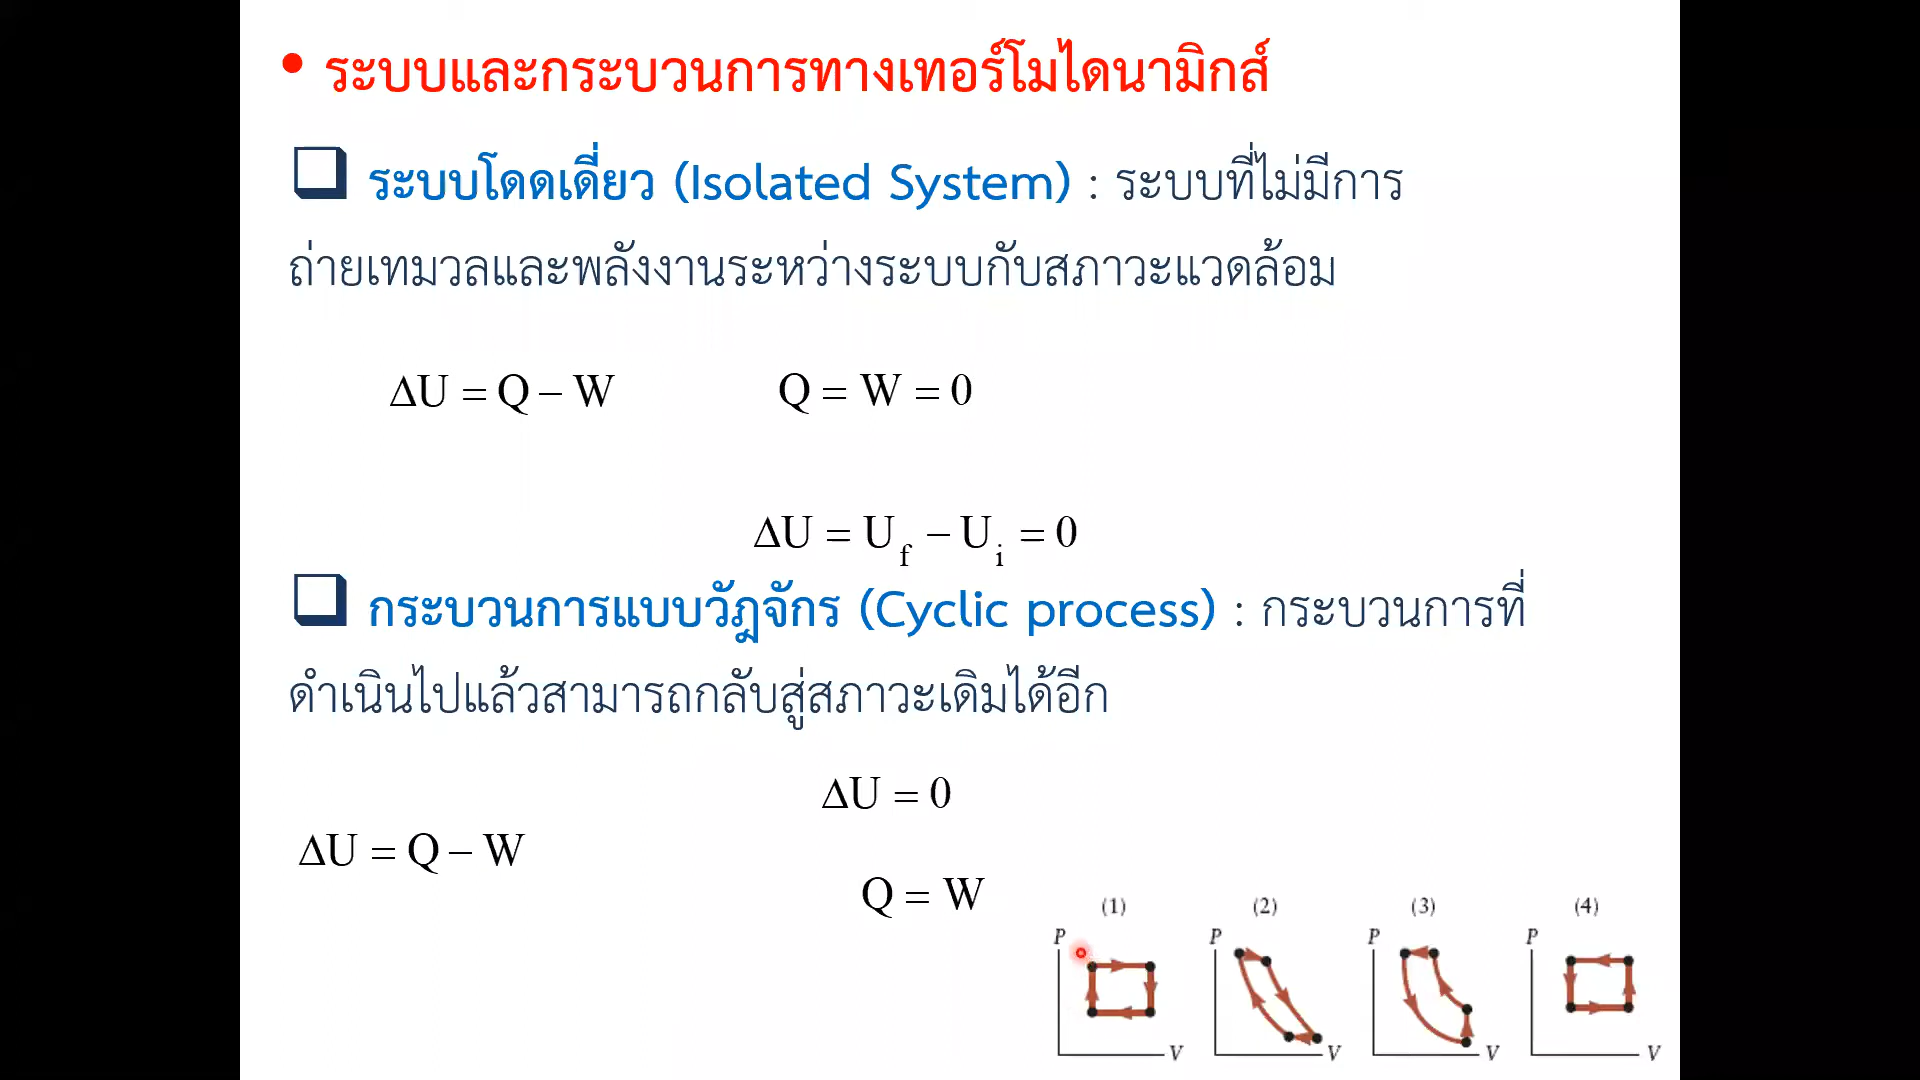 • ระบบและกระบวนการทางเทอร์โมไดนามิกส์
❑ ระบบโดดเดี่ยว (Isolated System) : ระบบที่ไม่มีการ
ถ่ายเทมวลและพลังงานระหว่างระบบกับสภาวะแวดล้อม
ΔU = Q – W Q = W = 0
ΔU = U_f – U_i = 0
❑ กระบวนการแบบวัฎจักร (Cyclic process) : กระบวนการที่
ดำเนินไปแล้วสามารถกลับสู่สภาวะเดิมได้อีก
ΔU = 0
ΔU = Q – W
Q = W
(1) (2) (3) (4)
P P P P
V V V V